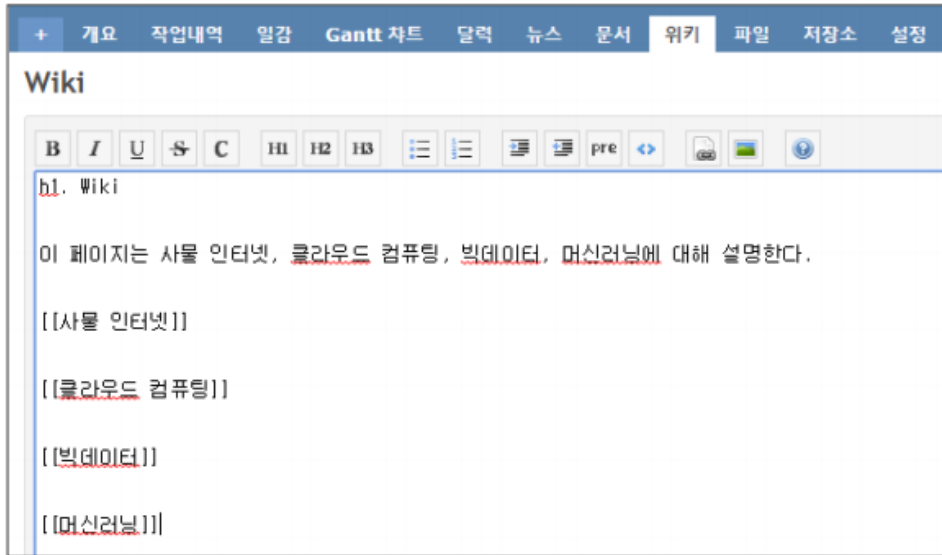 + 개요 작업내역 일감 Gantt 차트 달력 뉴스 문서 위키 파일 저장소 설정
Wiki
B I U S C H1 H2 H3 pre <> ?
h1. Wiki
이 페이지는 사물 인터넷, 클라우드 컴퓨팅, 빅데이터, 머신러닝에 대해 설명한다.
[[사물 인터넷]]
[[클라우드 컴퓨팅]]
[[빅데이터]]
[[머신러닝]]